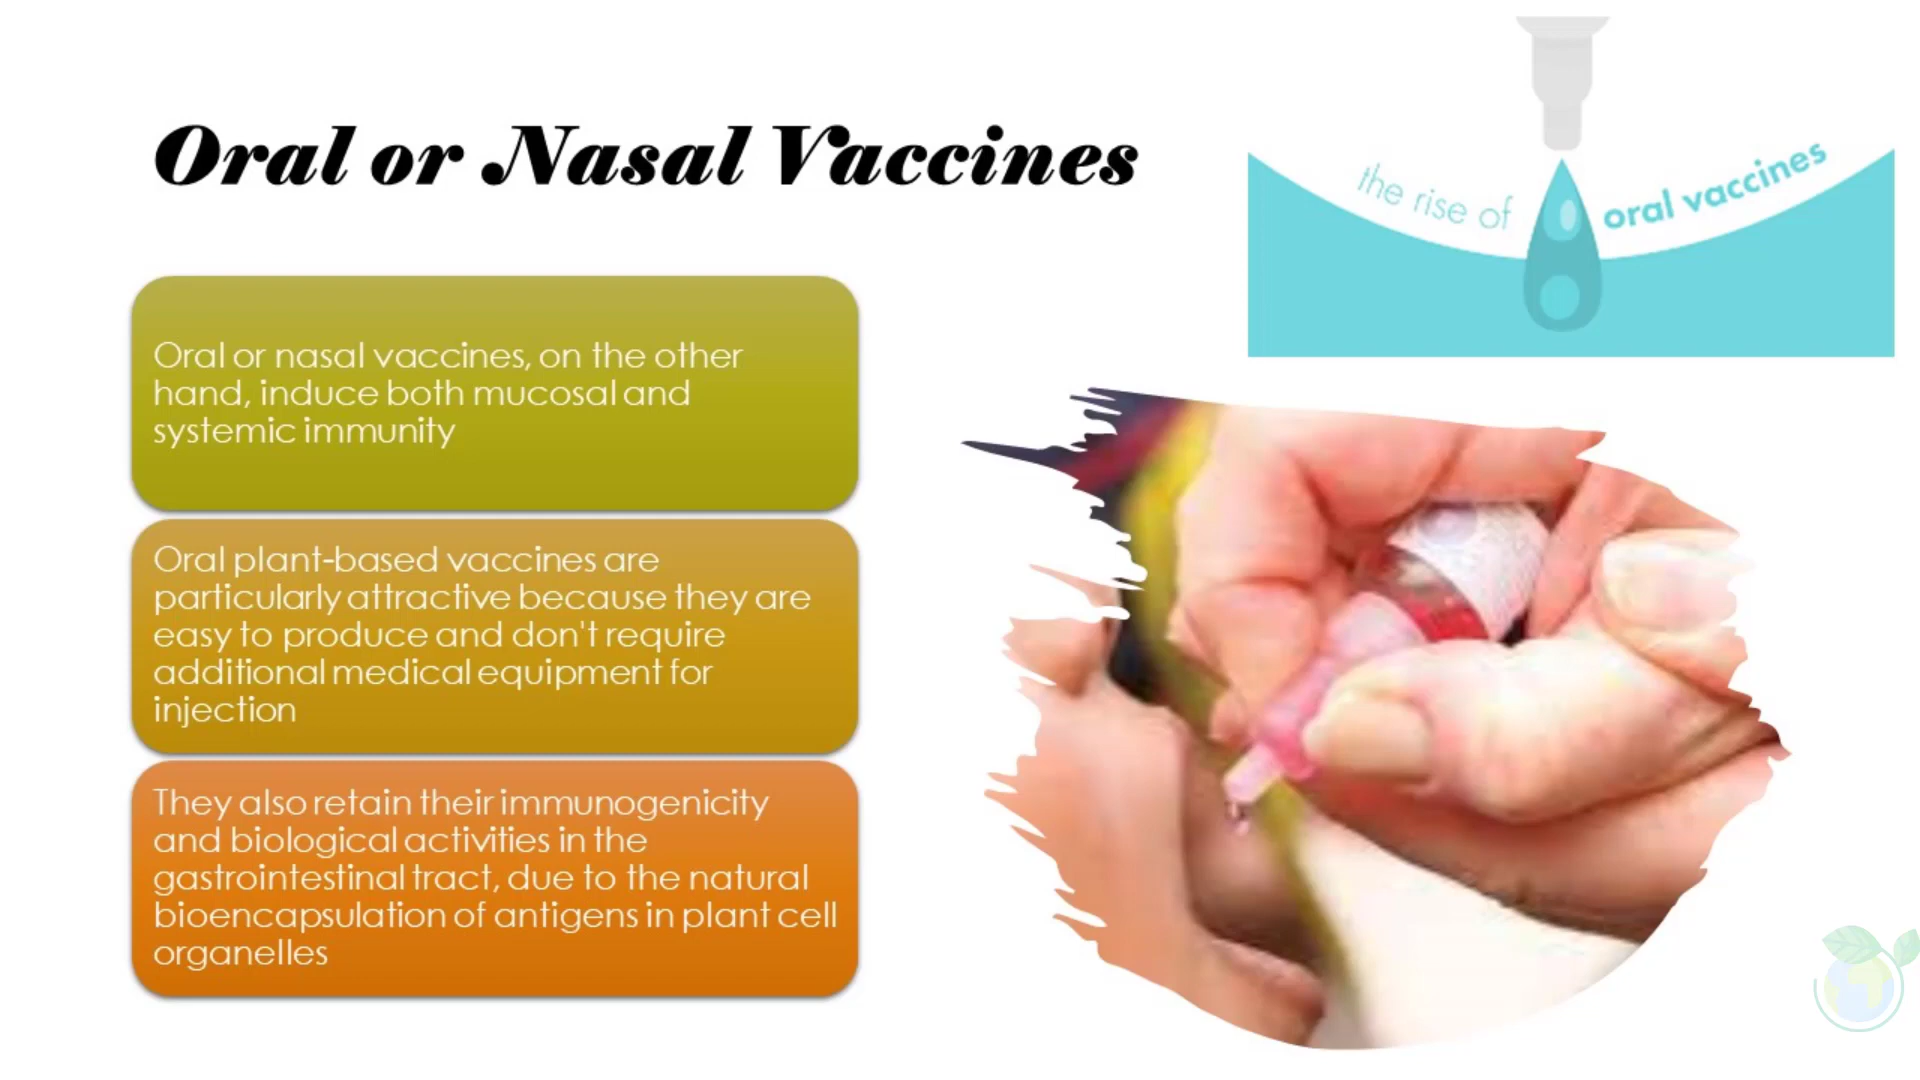 Oral or Nasal Vaccines
the rise of oral vaccines
Oral or nasal vaccines, on the other
hand, induce both mucosal and
systemic immunity
Oral plant-based vaccines are
particularly attractive because they are
easy to produce and don't require
additional medical equipment for
injection
They also retain their immunogenicity
and biological activities in the
gastrointestinal tract, due to the natural
bioencapsulation of antigens in plant cell
organelles